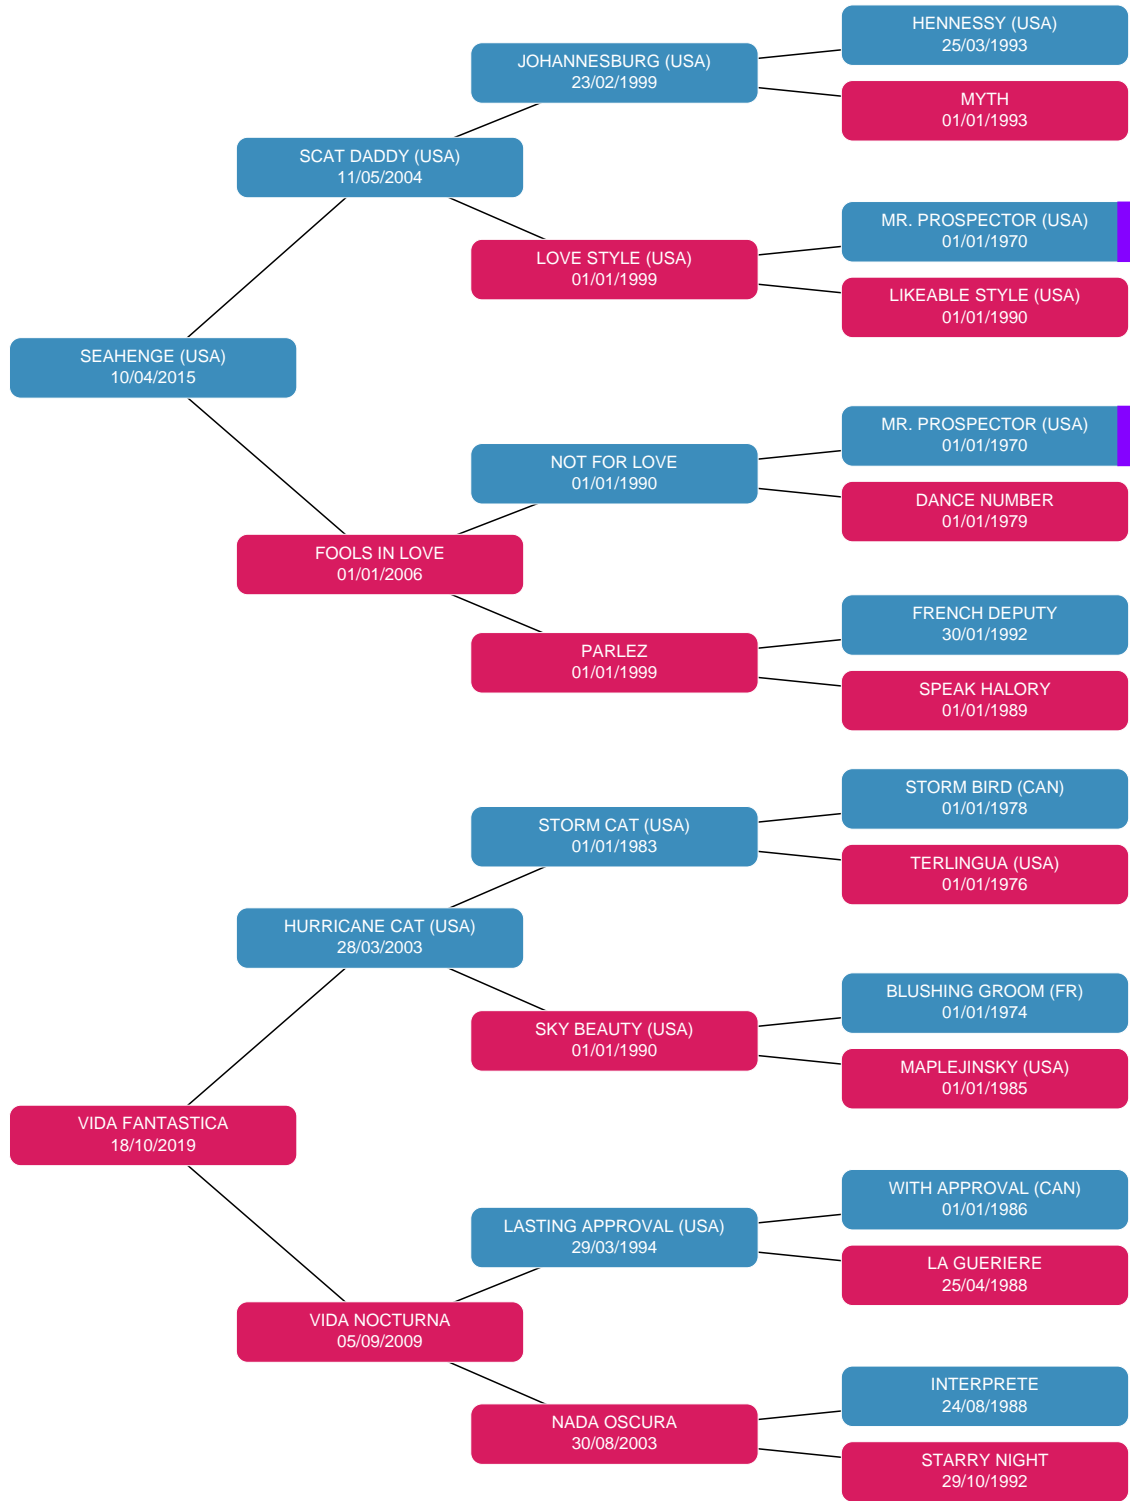 HENNESSY (USA)
25/03/1993
JOHANNESBURG (USA)
23/02/1999
MYTH
01/01/1993
SCAT DADDY (USA)
11/05/2004
MR. PROSPECTOR (USA)
01/01/1970
LOVE STYLE (USA)
01/01/1999
LIKEABLE STYLE (USA)
01/01/1990
SEAHENGE (USA)
10/04/2015
MR. PROSPECTOR (USA)
01/01/1970
NOT FOR LOVE
01/01/1990
DANCE NUMBER
01/01/1979
FOOLS IN LOVE
01/01/2006
FRENCH DEPUTY
30/01/1992
PARLEZ
01/01/1999
SPEAK HALORY
01/01/1989
STORM BIRD (CAN)
01/01/1978
STORM CAT (USA)
01/01/1983
TERLINGUA (USA)
01/01/1976
HURRICANE CAT (USA)
28/03/2003
BLUSHING GROOM (FR)
01/01/1974
SKY BEAUTY (USA)
01/01/1990
MAPLEJINSKY (USA)
01/01/1985
VIDA FANTASTICA
18/10/2019
WITH APPROVAL (CAN)
01/01/1986
LASTING APPROVAL (USA)
29/03/1994
LA GUERIERE
25/04/1988
VIDA NOCTURNA
05/09/2009
INTERPRETE
24/08/1988
NADA OSCURA
30/08/2003
STARRY NIGHT
29/10/1992